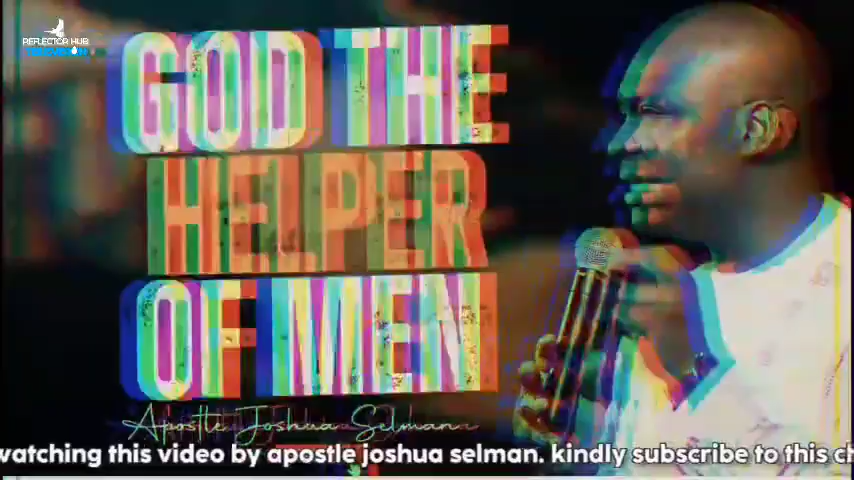 REFLECTOR HUB
GOD THE
HELPER
OF MEN
Apostle Joshua Selman
watching this video by apostle joshua selman. kindly subscribe to this ch